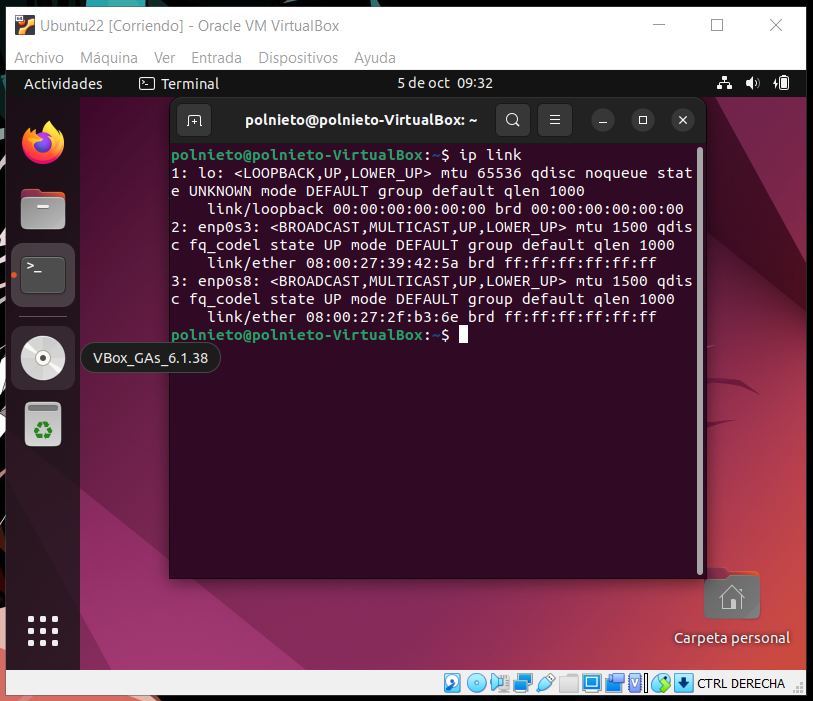 Ubuntu22 [Corriendo] - Oracle VM VirtualBox
Archivo Máquina Ver Entrada Dispositivos Ayuda
Actividades Terminal 5 de oct 09:32
polnieto@polnieto-VirtualBox: ~
polnieto@polnieto-VirtualBox:~$ ip link
1: lo: <LOOPBACK,UP,LOWER_UP> mtu 65536 qdisc noqueue stat
e UNKNOWN mode DEFAULT group default qlen 1000
link/loopback 00:00:00:00:00:00 brd 00:00:00:00:00:00
2: enp0s3: <BROADCAST,MULTICAST,UP,LOWER_UP> mtu 1500 qdis
c fq_codel state UP mode DEFAULT group default qlen 1000
link/ether 08:00:27:39:42:5a brd ff:ff:ff:ff:ff:ff
3: enp0s8: <BROADCAST,MULTICAST,UP,LOWER_UP> mtu 1500 qdis
c fq_codel state UP mode DEFAULT group default qlen 1000
link/ether 08:00:27:2f:b3:6e brd ff:ff:ff:ff:ff:ff
polnieto@polnieto-VirtualBox:~$
VBox_GAs_6.1.38
Carpeta personal
CTRL DERECHA